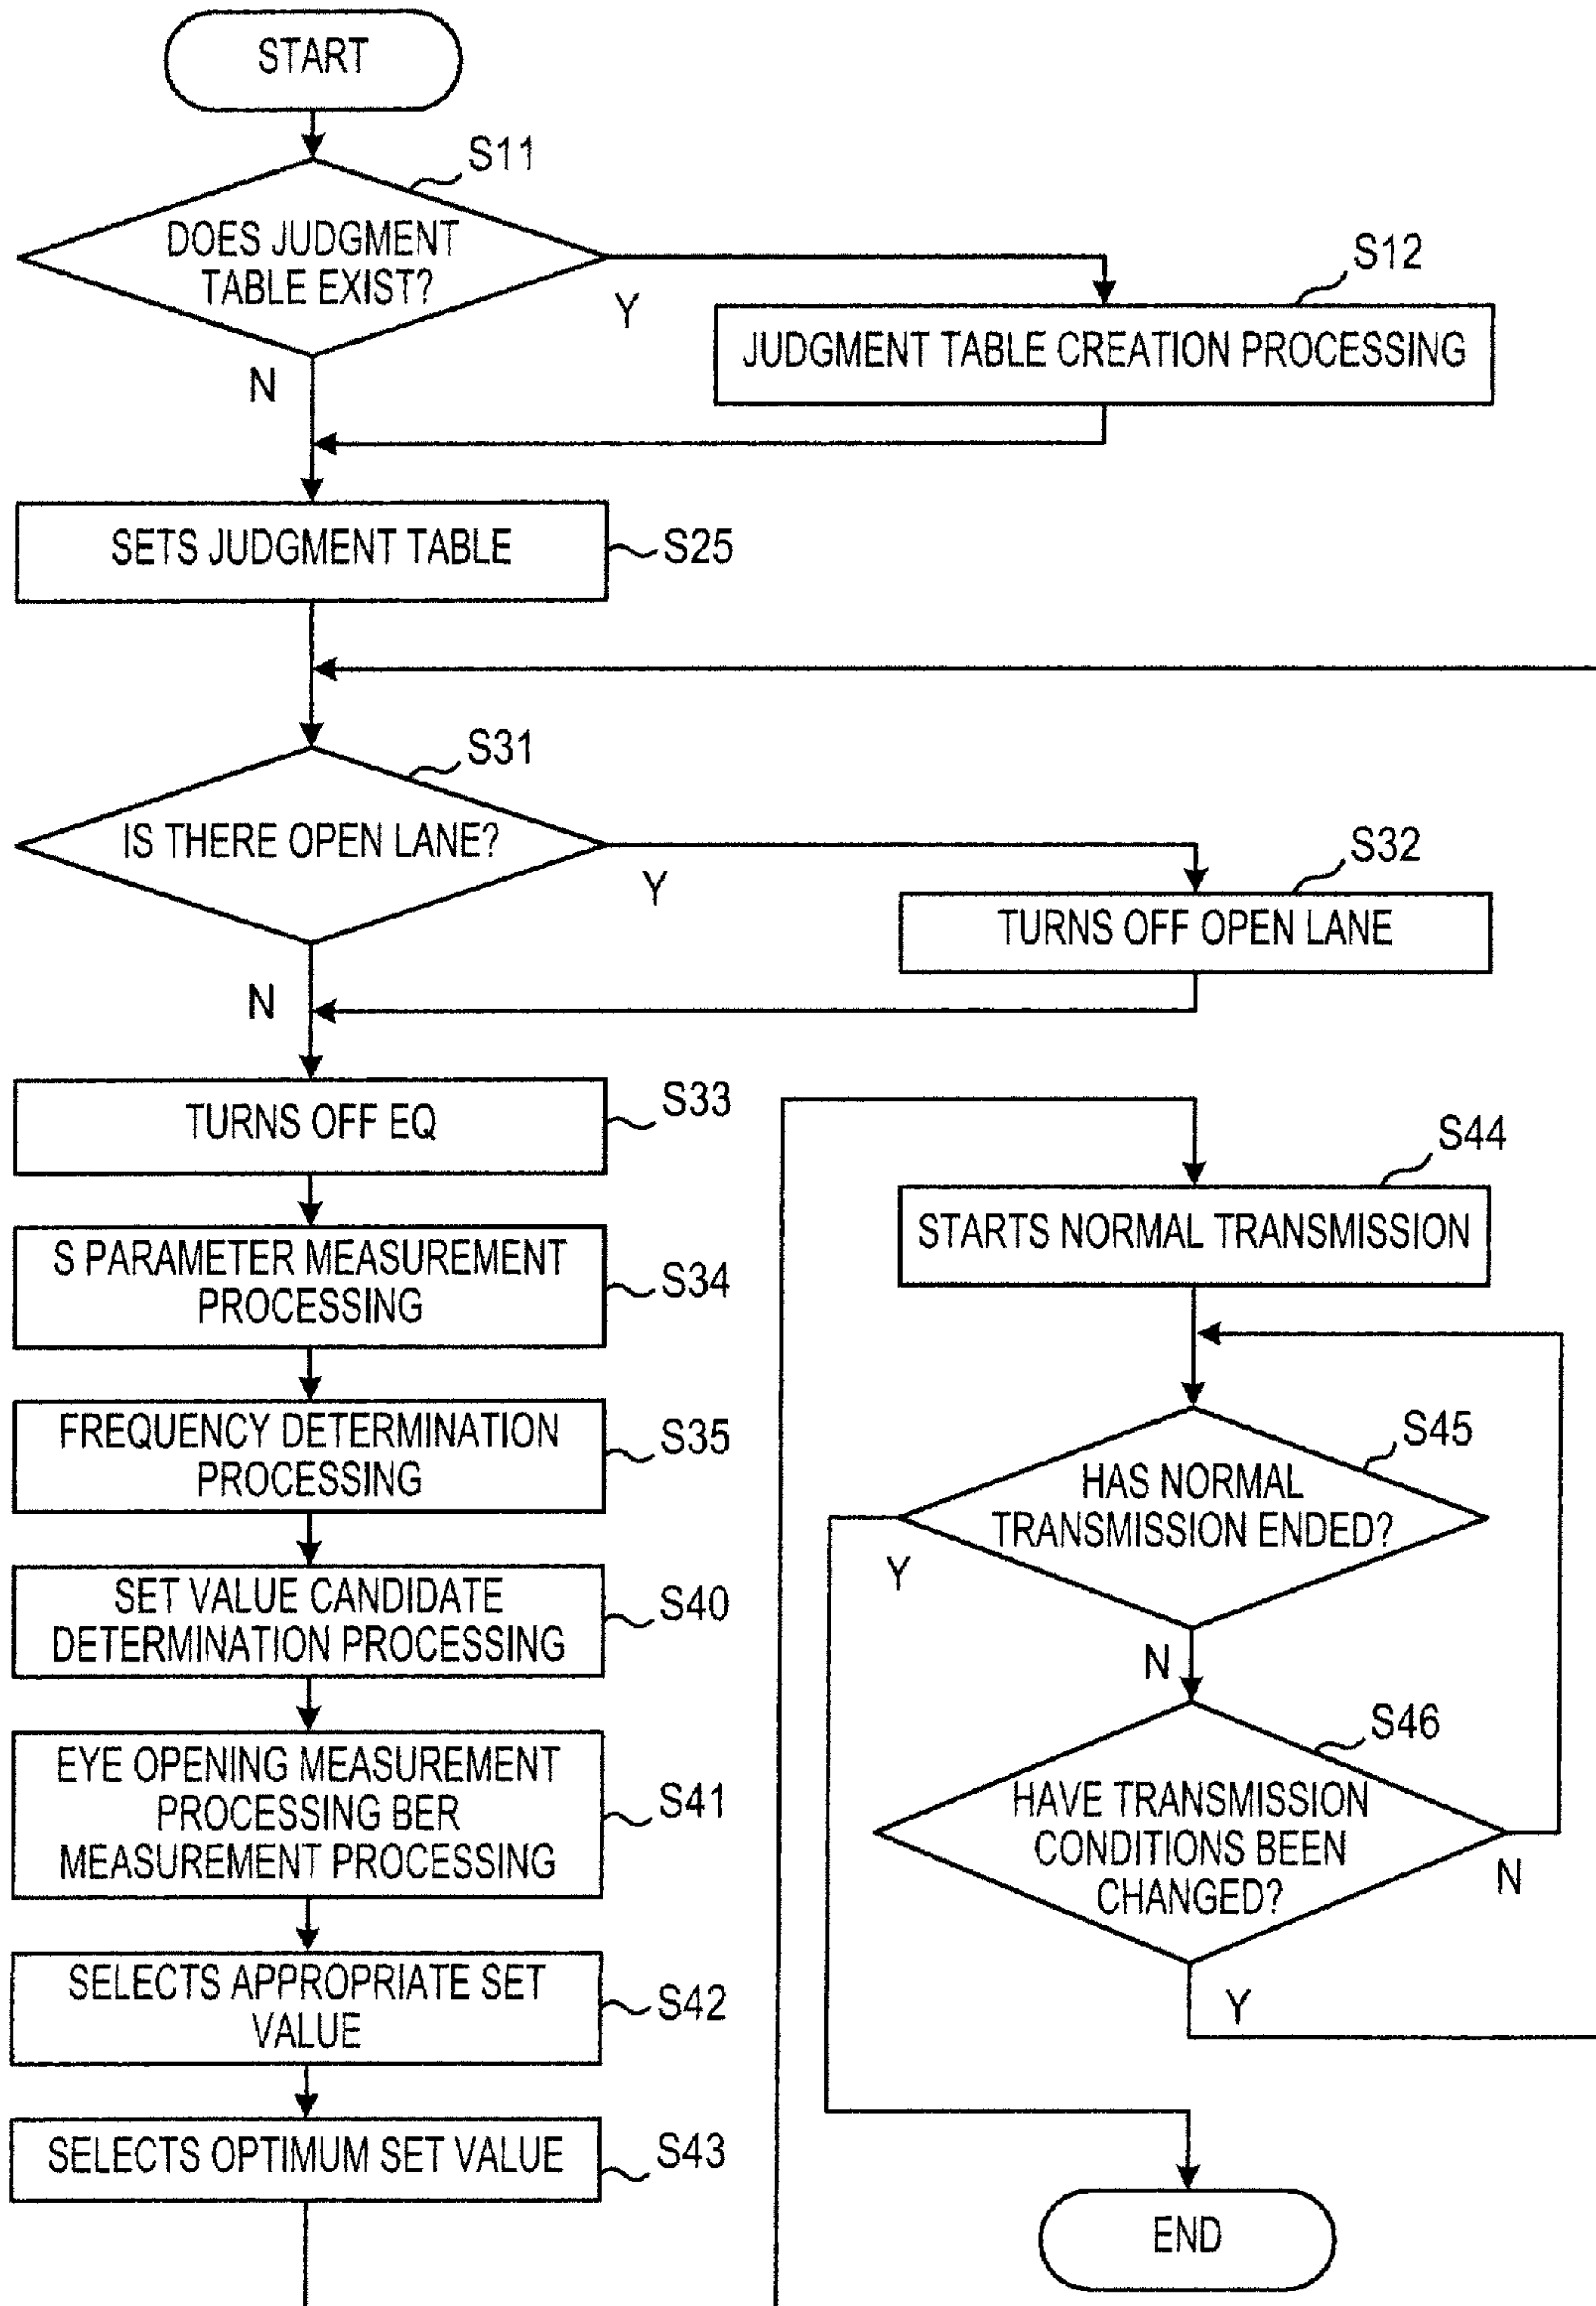 START
S11
DOES JUDGMENT
TABLE EXIST?
Y
N
S12
JUDGMENT TABLE CREATION PROCESSING
SETS JUDGMENT TABLE
S25
S31
IS THERE OPEN LANE?
Y
N
S32
TURNS OFF OPEN LANE
TURNS OFF EQ
S33
S PARAMETER MEASUREMENT
PROCESSING
S34
FREQUENCY DETERMINATION
PROCESSING
S35
SET VALUE CANDIDATE
DETERMINATION PROCESSING
S40
EYE OPENING MEASUREMENT
PROCESSING BER
MEASUREMENT PROCESSING
S41
SELECTS APPROPRIATE SET
VALUE
S42
SELECTS OPTIMUM SET VALUE
S43
S44
STARTS NORMAL TRANSMISSION
S45
HAS NORMAL
TRANSMISSION ENDED?
Y
N
S46
HAVE TRANSMISSION
CONDITIONS BEEN
CHANGED?
N
Y
END